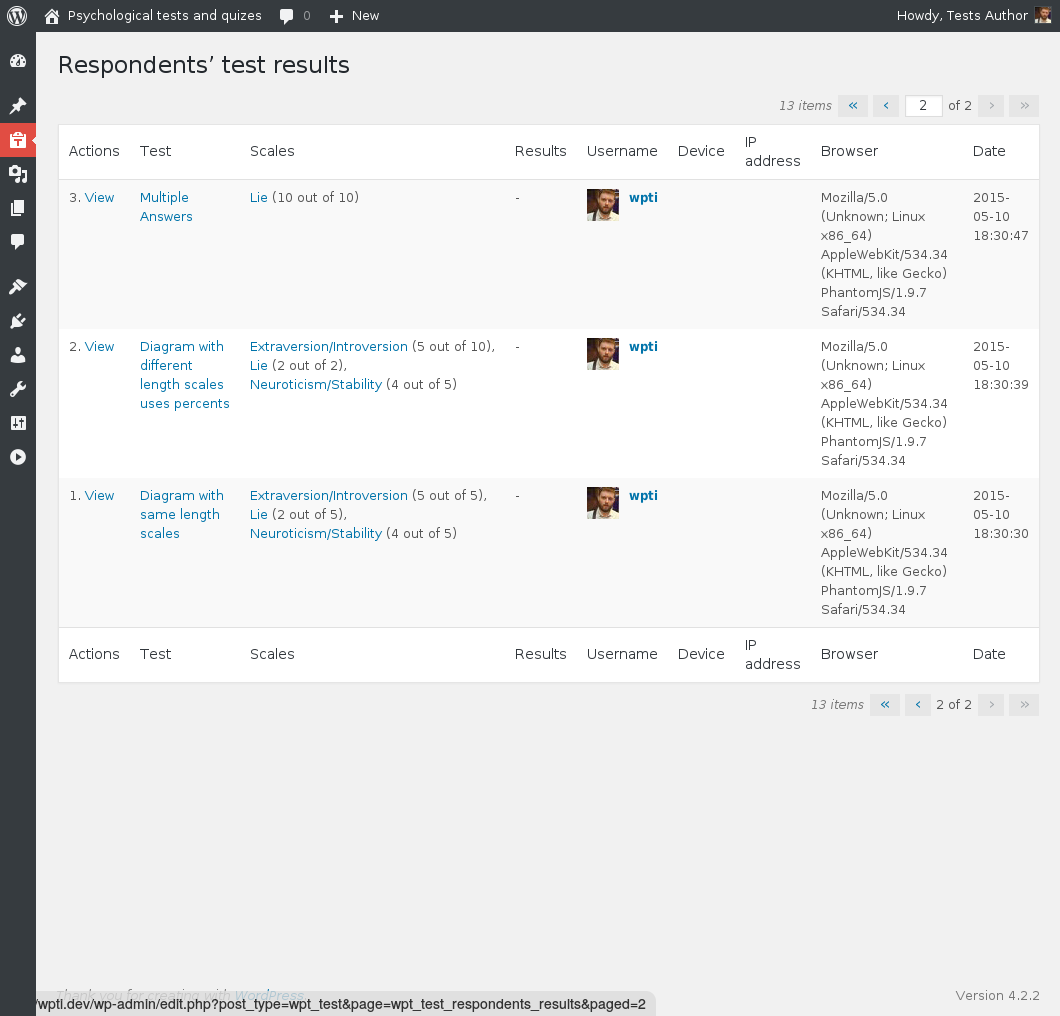 Psychological tests and quizes 0 New Howdy, Tests Author
Respondents’ test results
13 items « ‹ 2 of 2 › »
Actions Test Scales Results Username Device IP address Browser Date
3. View Multiple Lie (10 out of 10) - wpti Mozilla/5.0 2015-
Answers (Unknown; Linux 05-10
x86_64) 18:30:47
AppleWebKit/534.34
(KHTML, like Gecko)
PhantomJS/1.9.7
Safari/534.34
2. View Diagram with Extraversion/Introversion (5 out of 10), - wpti Mozilla/5.0 2015-
different Lie (2 out of 2), (Unknown; Linux 05-10
length scales Neuroticism/Stability (4 out of 5) x86_64) 18:30:39
uses percents AppleWebKit/534.34
(KHTML, like Gecko)
PhantomJS/1.9.7
Safari/534.34
1. View Diagram with Extraversion/Introversion (5 out of 5), - wpti Mozilla/5.0 2015-
same length Lie (2 out of 5), (Unknown; Linux 05-10
scales Neuroticism/Stability (4 out of 5) x86_64) 18:30:30
AppleWebKit/534.34
(KHTML, like Gecko)
PhantomJS/1.9.7
Safari/534.34
Actions Test Scales Results Username Device IP address Browser Date
13 items « ‹ 2 of 2 › »
Thank you for creating with WordPress. Version 4.2.2
/wpti.dev/wp-admin/edit.php?post_type=wpt_test&page=wpt_test_respondents_results&paged=2